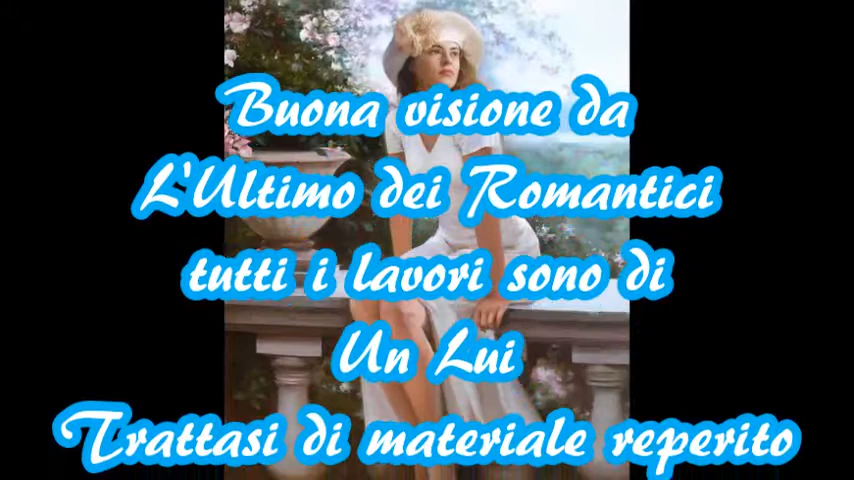 Buona visione da
L'Ultimo dei Romantici
tutti i lavori sono di
Un Lui
Trattasi di materiale reperito